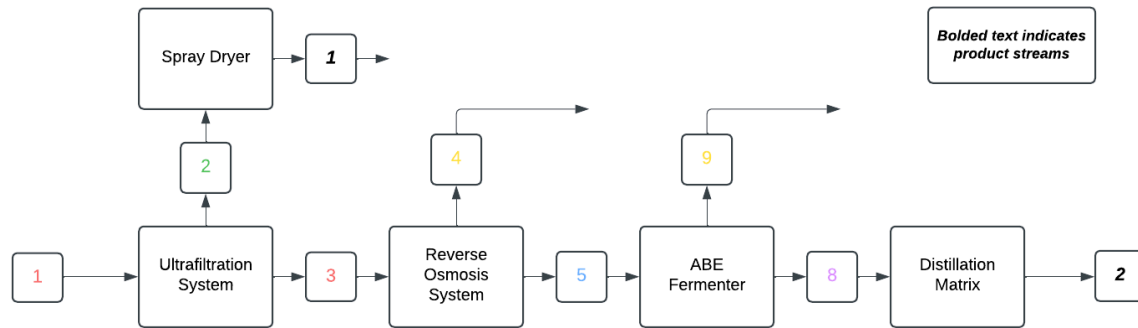 Spray Dryer
1
Bolded text indicates
product streams
2
4
9
1
Ultrafiltration
System
3
Reverse
Osmosis
System
5
ABE
Fermenter
8
Distillation
Matrix
2